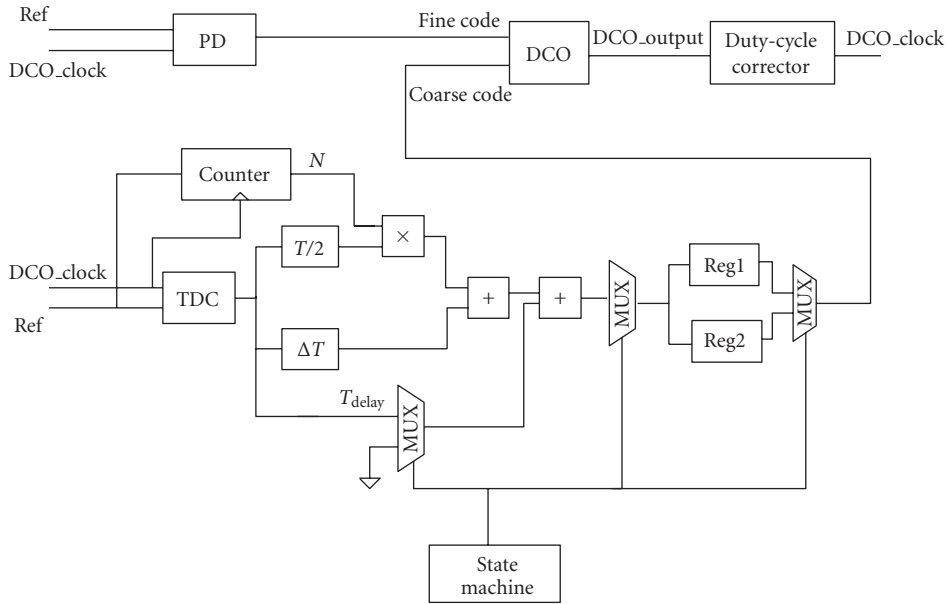 Ref
DCO_clock
PD
Fine code
Coarse code
DCO
DCO_output
Duty-cycle
corrector
DCO_clock
Counter
N
DCO_clock
Ref
TDC
T/2
×
ΔT
+
+
T_delay
MUX
MUX
Reg1
Reg2
MUX
State
machine